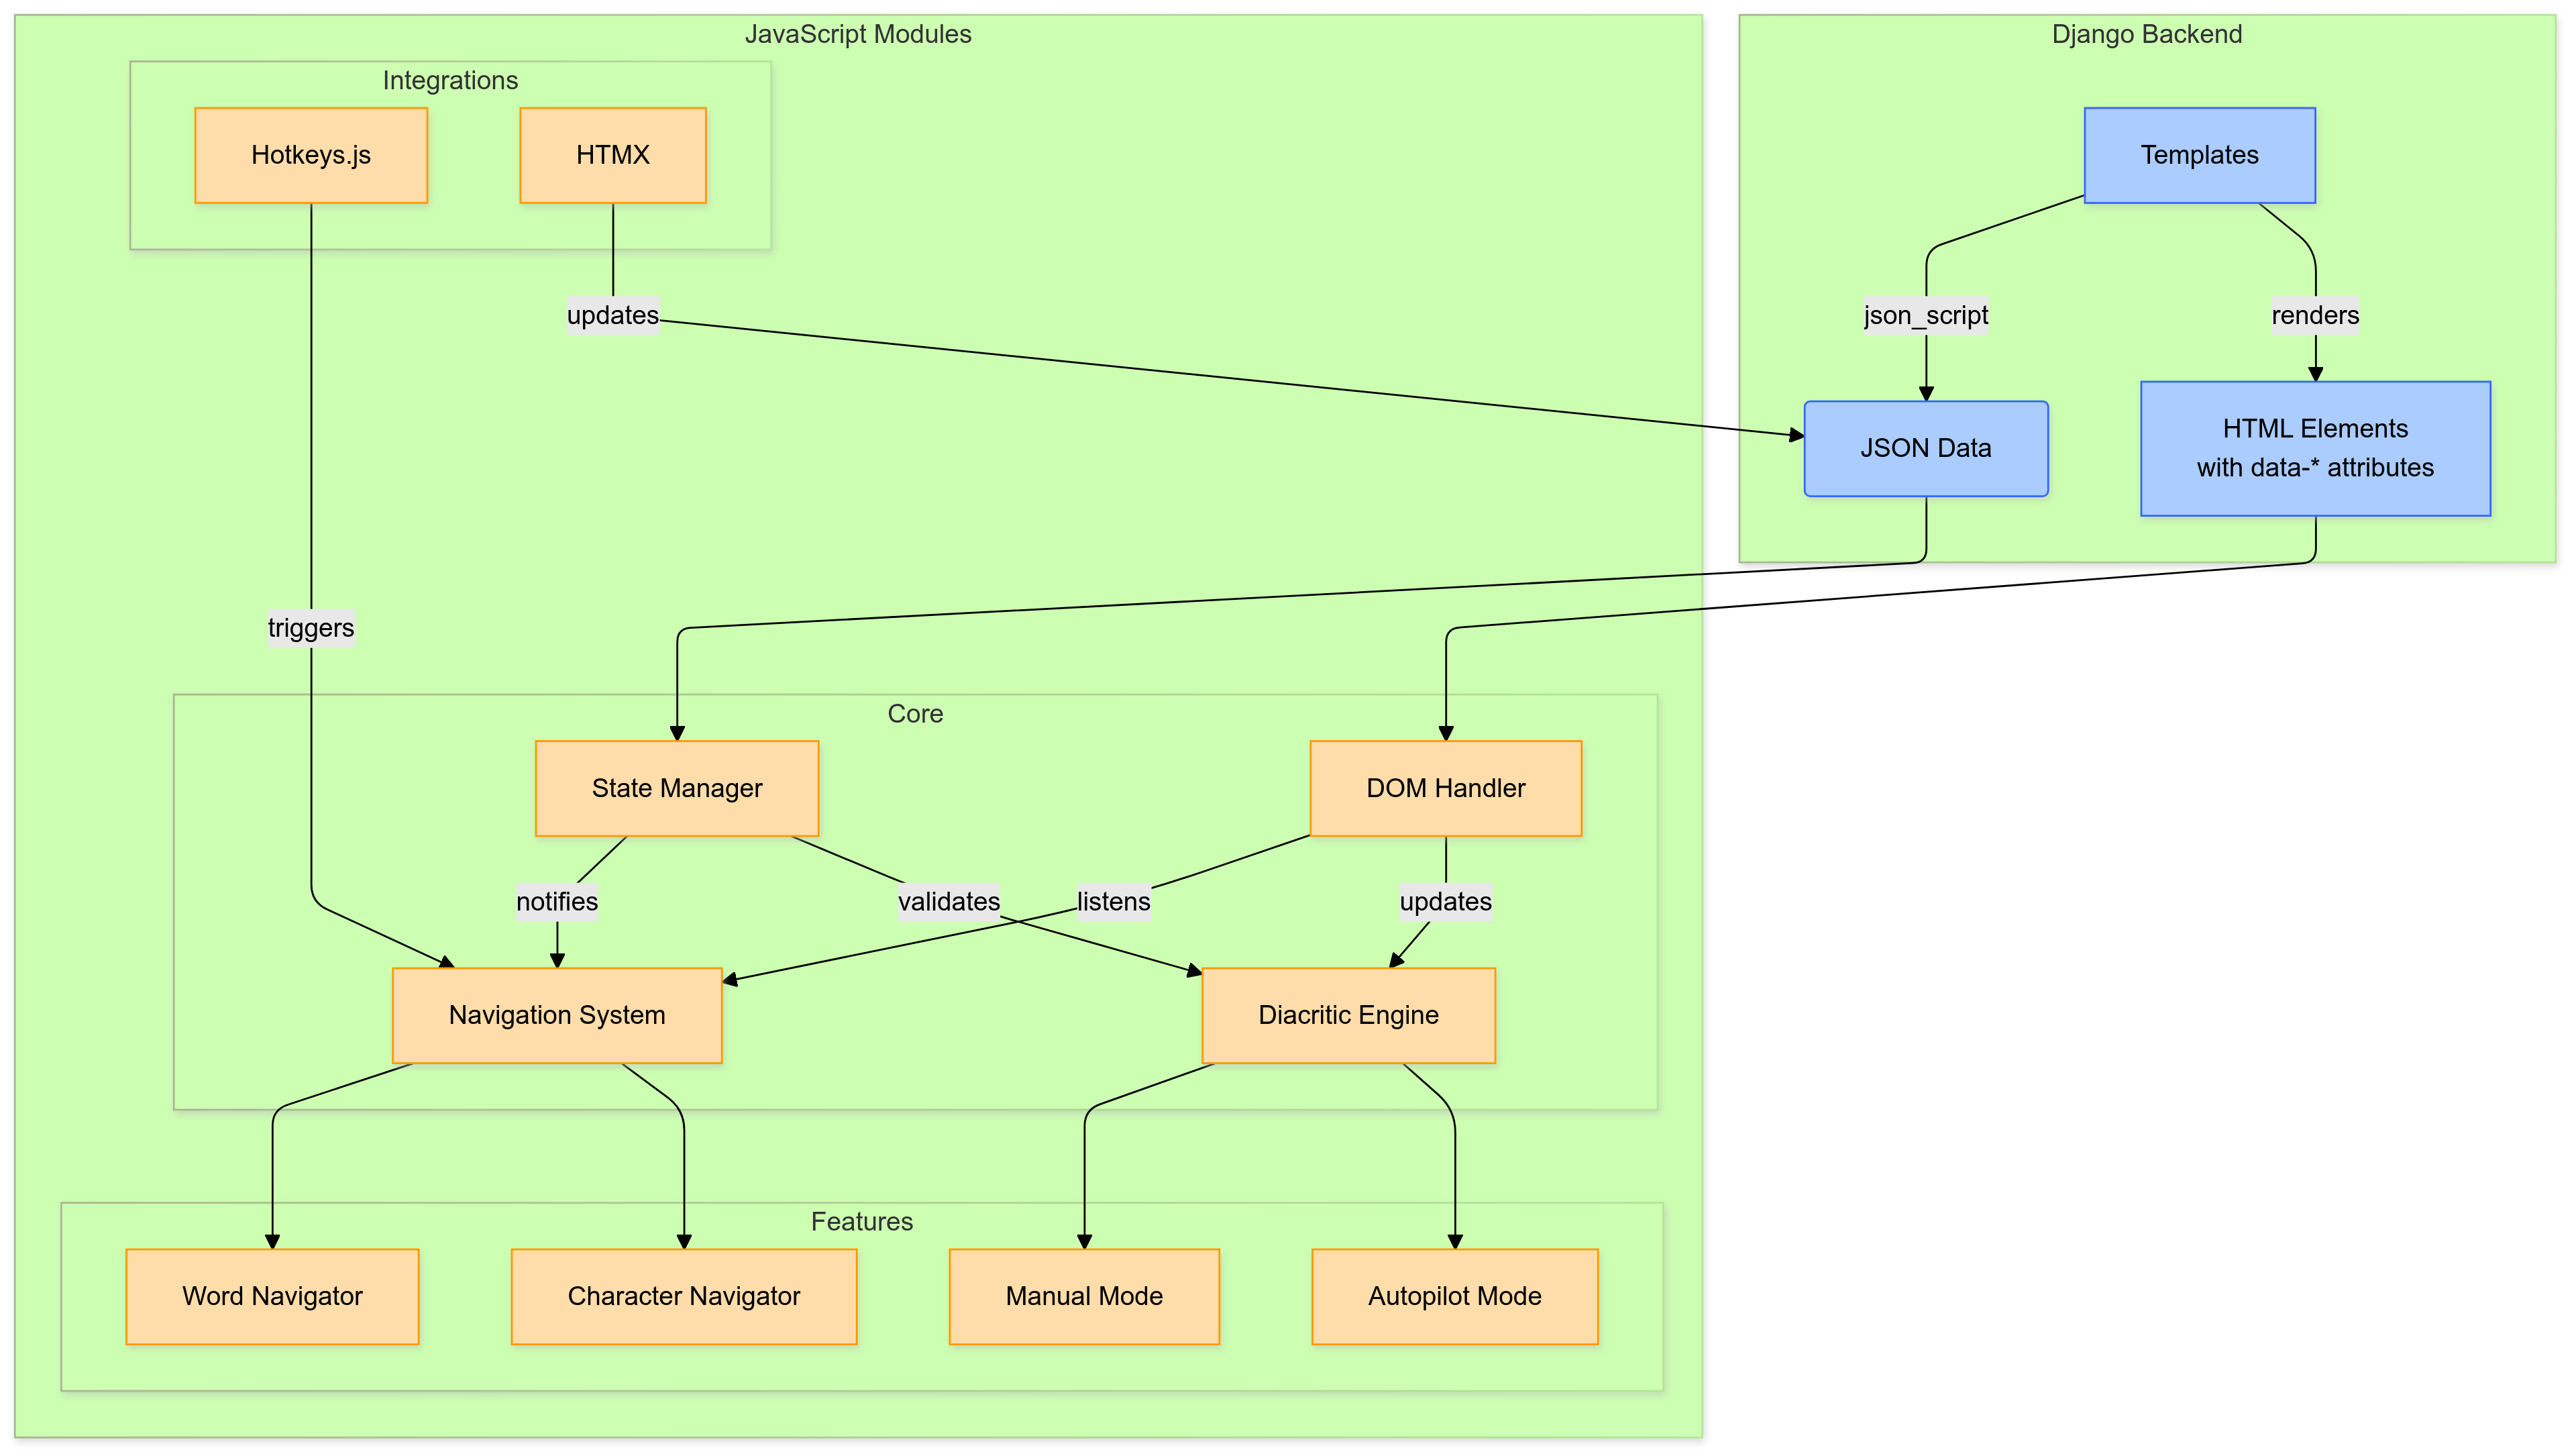 JavaScript Modules
Integrations
Hotkeys.js
HTMX
updates
triggers
Core
State Manager
DOM Handler
notifies
validates
listens
updates
Navigation System
Diacritic Engine
Features
Word Navigator
Character Navigator
Manual Mode
Autopilot Mode
Django Backend
Templates
json_script
renders
JSON Data
HTML Elements
with data-* attributes